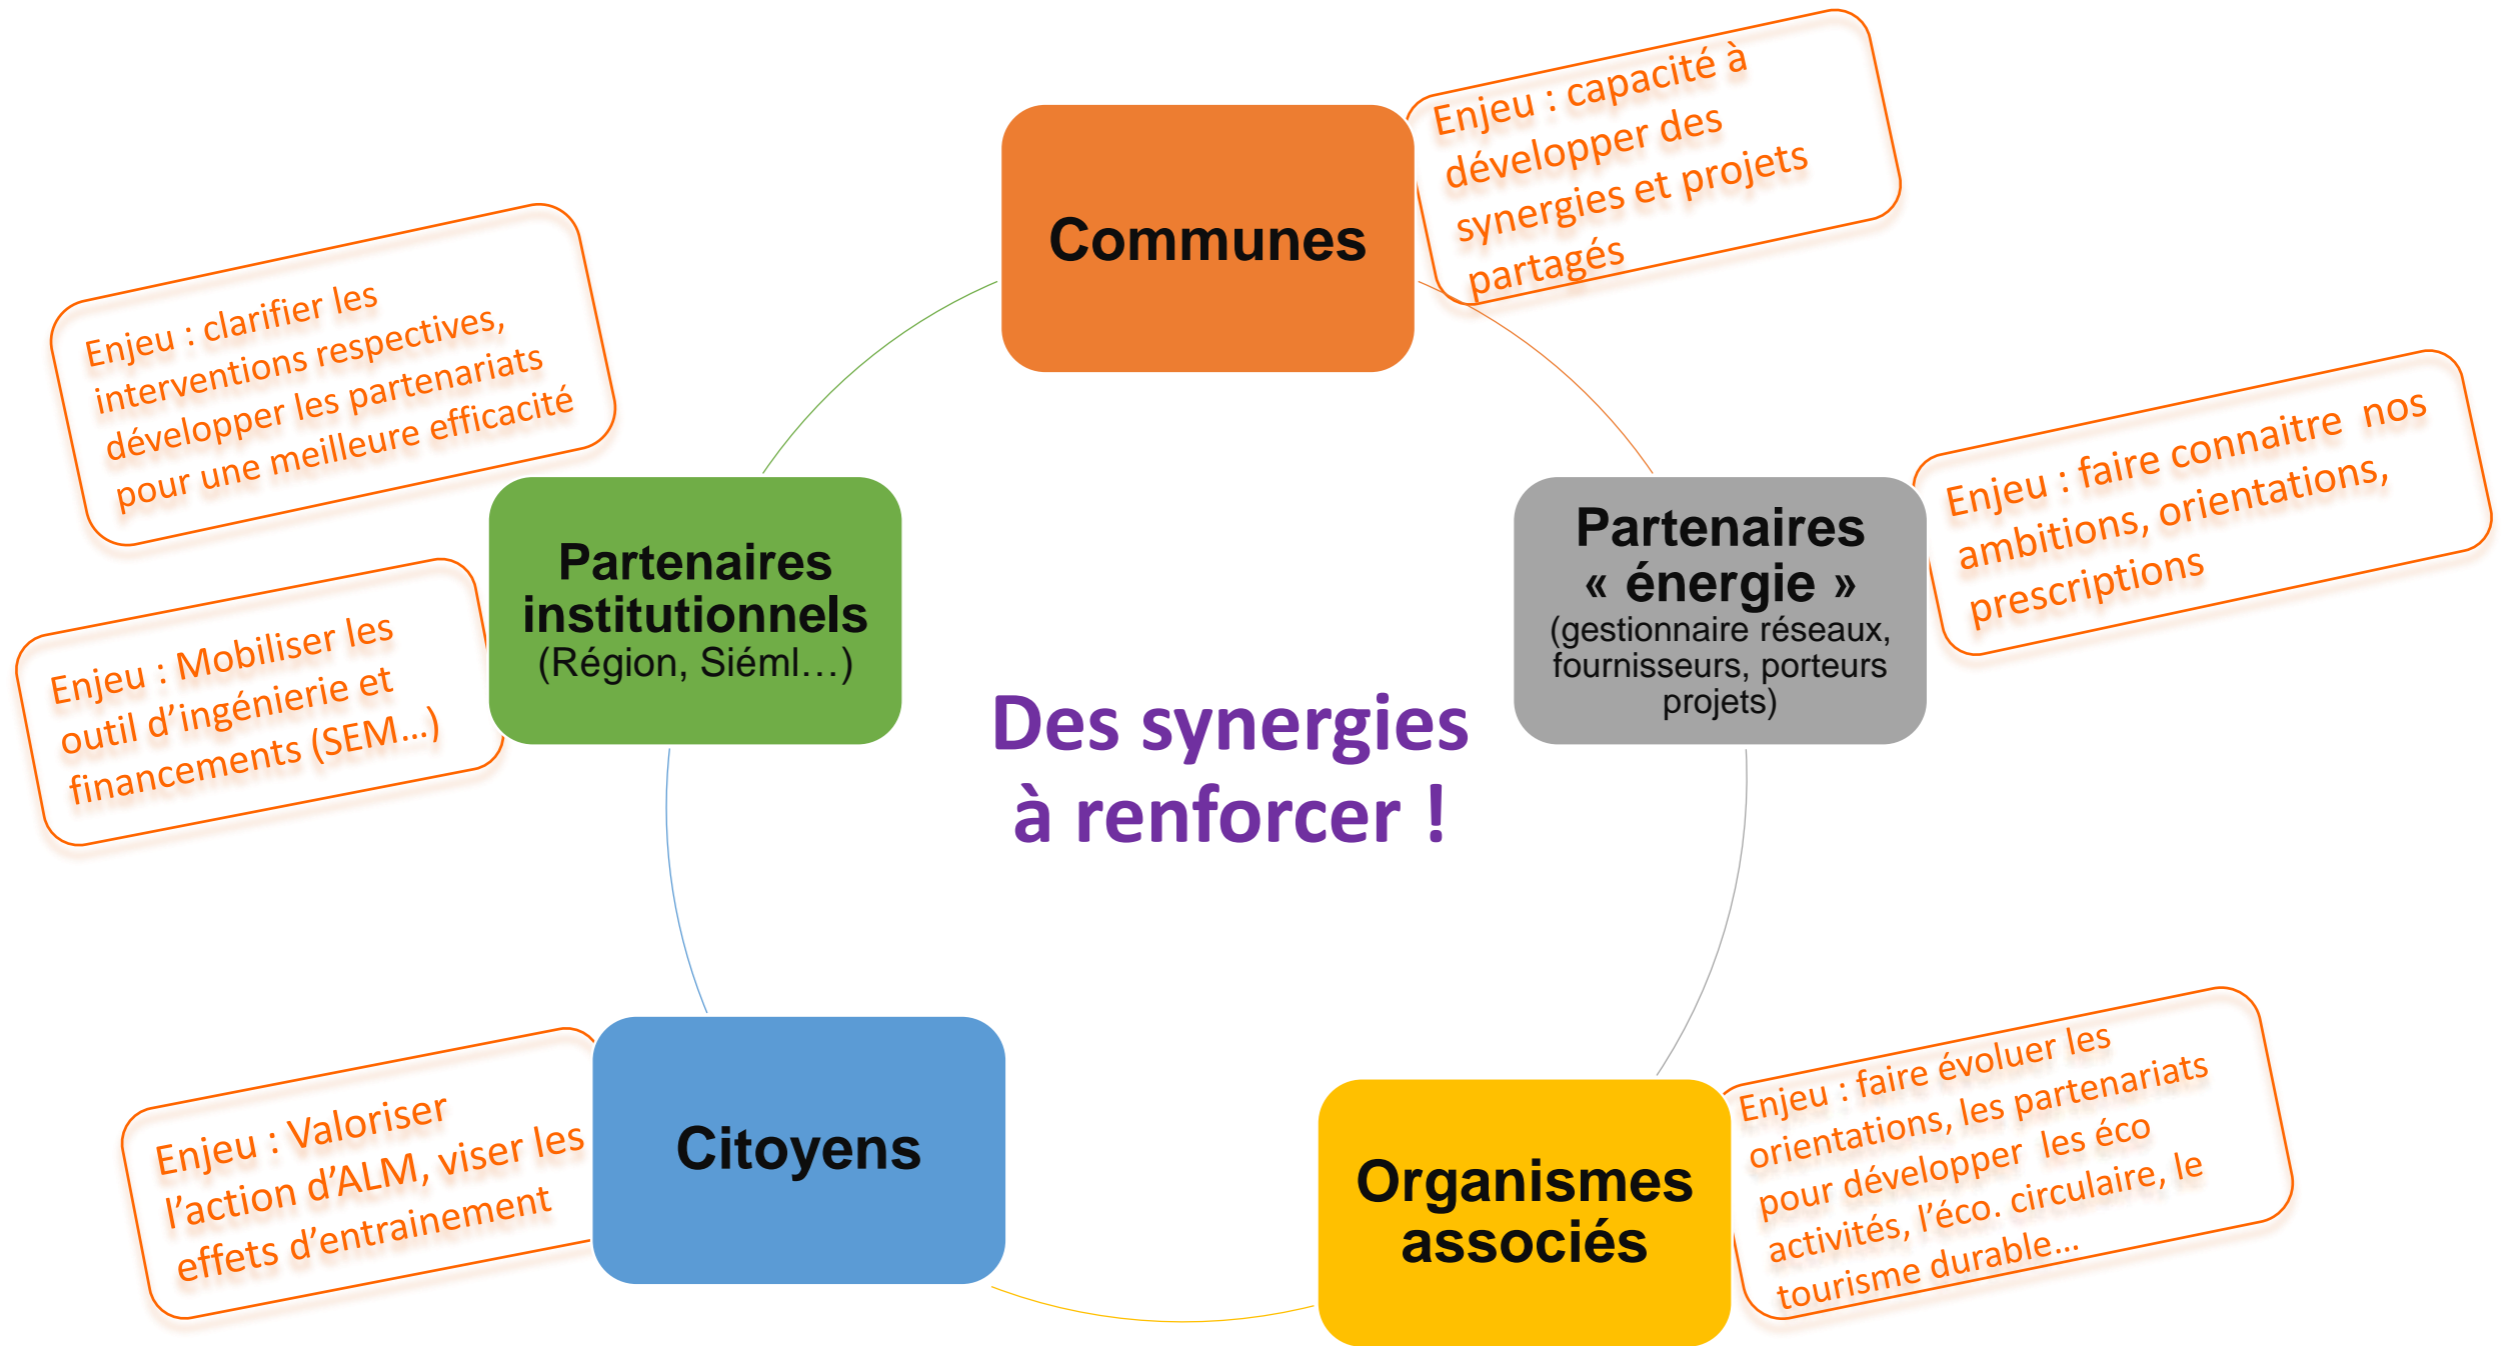 Communes
Enjeu : capacité à
développer des
synergies et projets
partagés
Enjeu : clarifier les
interventions respectives,
développer les partenariats
pour une meilleure efficacité
Partenaires
institutionnels
(Région, Siéml…)
Enjeu : Mobiliser les
outil d’ingénierie et
financements (SEM…)
Partenaires
« énergie »
(gestionnaire réseaux,
fournisseurs, porteurs
projets)
Enjeu : faire connaitre nos
ambitions, orientations,
prescriptions
Des synergies
à renforcer !
Citoyens
Enjeu : Valoriser
l’action d’ALM, viser les
effets d’entrainement
Organismes
associés
Enjeu : faire évoluer les
orientations, les partenariats
pour développer les éco
activités, l’éco. circulaire, le
tourisme durable…